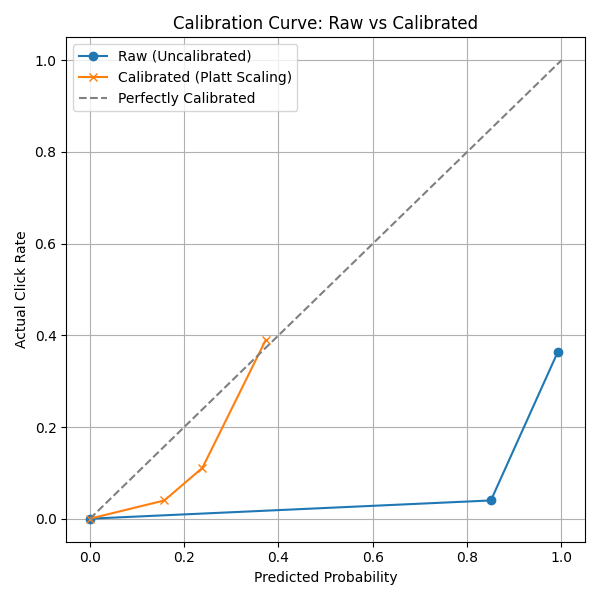 Calibration Curve: Raw vs Calibrated
Raw (Uncalibrated)
Calibrated (Platt Scaling)
Perfectly Calibrated
1.0
0.8
0.6
0.4
0.2
0.0
Actual Click Rate
0.0 0.2 0.4 0.6 0.8 1.0
Predicted Probability